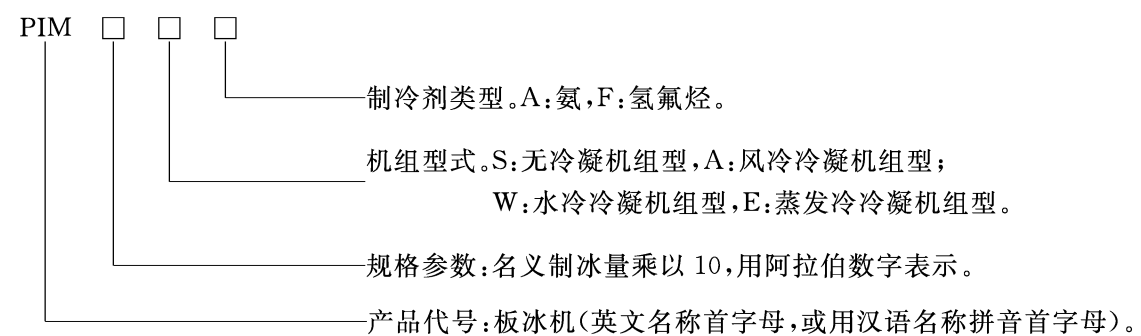 PIM □ □ □
制冷剂类型。A:氨,F:氢氟烃。
机组型式。S:无冷凝机组型,A:风冷冷凝机组型;
W:水冷冷凝机组型,E:蒸发冷冷凝机组型。
规格参数:名义制冰量乘以 10,用阿拉伯数字表示。
产品代号:板冰机(英文名称首字母,或用汉语名称拼音首字母)。